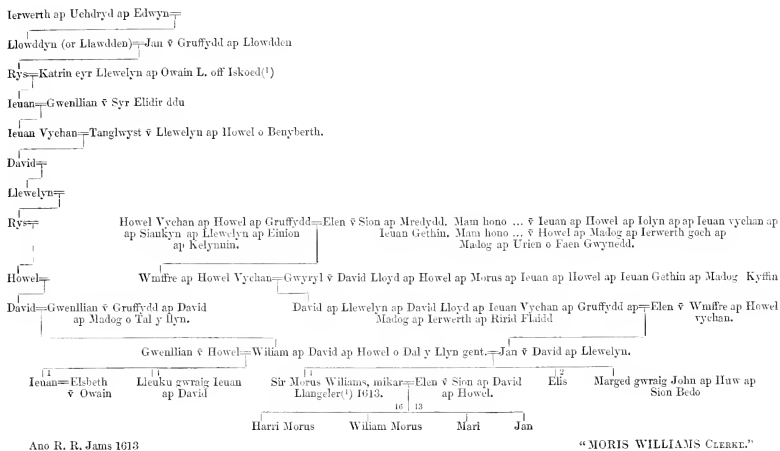 Ierwerth ap Uchdryd ap Edwyn
Llowddyn (or Llawdden) Jan v̄ Gruffydd ap Llowdden
Rys Katrin eyr Llewelyn ap Owain L. off Iskoed(1)
Ieuan Gwenllian v̄ Syr Elidir ddu
Ieuan Vychan Tanglwyst v̄ Llewelyn ap Howel o Benyberth.
David
Llewelyn
Rys Howel Vychan ap Howel ap Gruffydd Elen v̄ Sion ap Mredydd. Mam hono ... v̄ Ieuan ap Howel ap Iolyn ap ap Ieuan vychan ap
ap Siankyn ap Llewelyn ap Einion Ieuan Gethin. Mam hono ... v̄ Howel ap Madog ap Ierwerth goch ap
ap Kelynnin. Madog ap Urien o Faen Gwynedd.
Howel Wmffre ap Howel Vychan Gwyryl v̄ David Lloyd ap Howel ap Morus ap Ieuan ap Howel ap Ieuan Gethin ap Madog Kyffin
David Gwenllian v̄ Gruffydd ap David David ap Llewelyn ap David Lloyd ap Ieuan Vychan ap Gruffydd ap Elen v̄ Wmffre ap Howel
ap Madog o Tal y llyn. Madog ap Ierwerth ap Ririd Flaidd vychan.
Gwenllian v̄ Howel Wiliam ap David ap Howel o Dal y Llyn gent. Jan v̄ David ap Llewelyn.
1 1 2
Ieuan Elsbeth Lleuku gwraig Ieuan Sir Morus Wiliams, mikar Elen v̄ Sion ap David Elis Marged gwraig John ap Huw ap
v̄ Owain ap David Llangeler(1) 1613. ap Howel. Sion Bedo
16 13
Harri Morus Wiliam Morus Mari Jan
Ano R. R. Jams 1613 "MORIS WILLIAMS CLERKE."